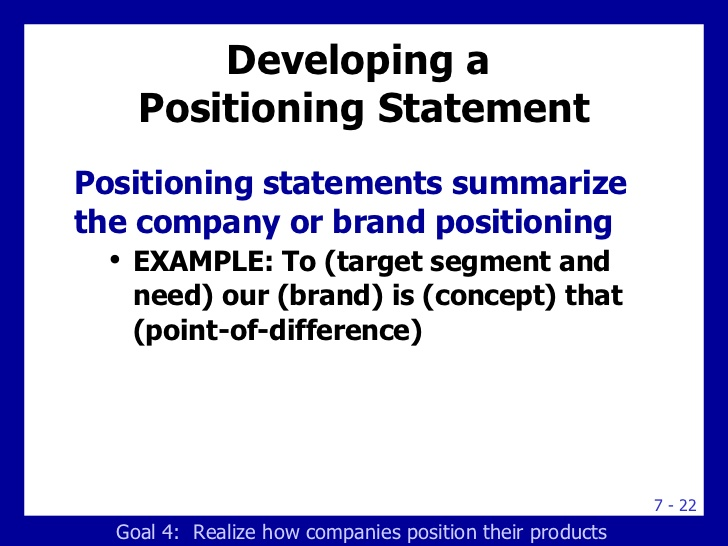 Developing a
Positioning Statement
Positioning statements summarize
the company or brand positioning
• EXAMPLE: To (target segment and
need) our (brand) is (concept) that
(point-of-difference)
7 - 22
Goal 4:  Realize how companies position their products